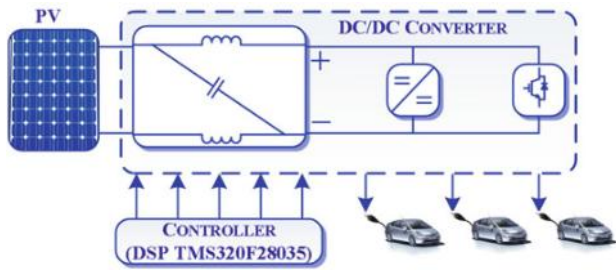 PV
DC/DC CONVERTER
+
−
CONTROLLER
(DSP TMS320F28035)